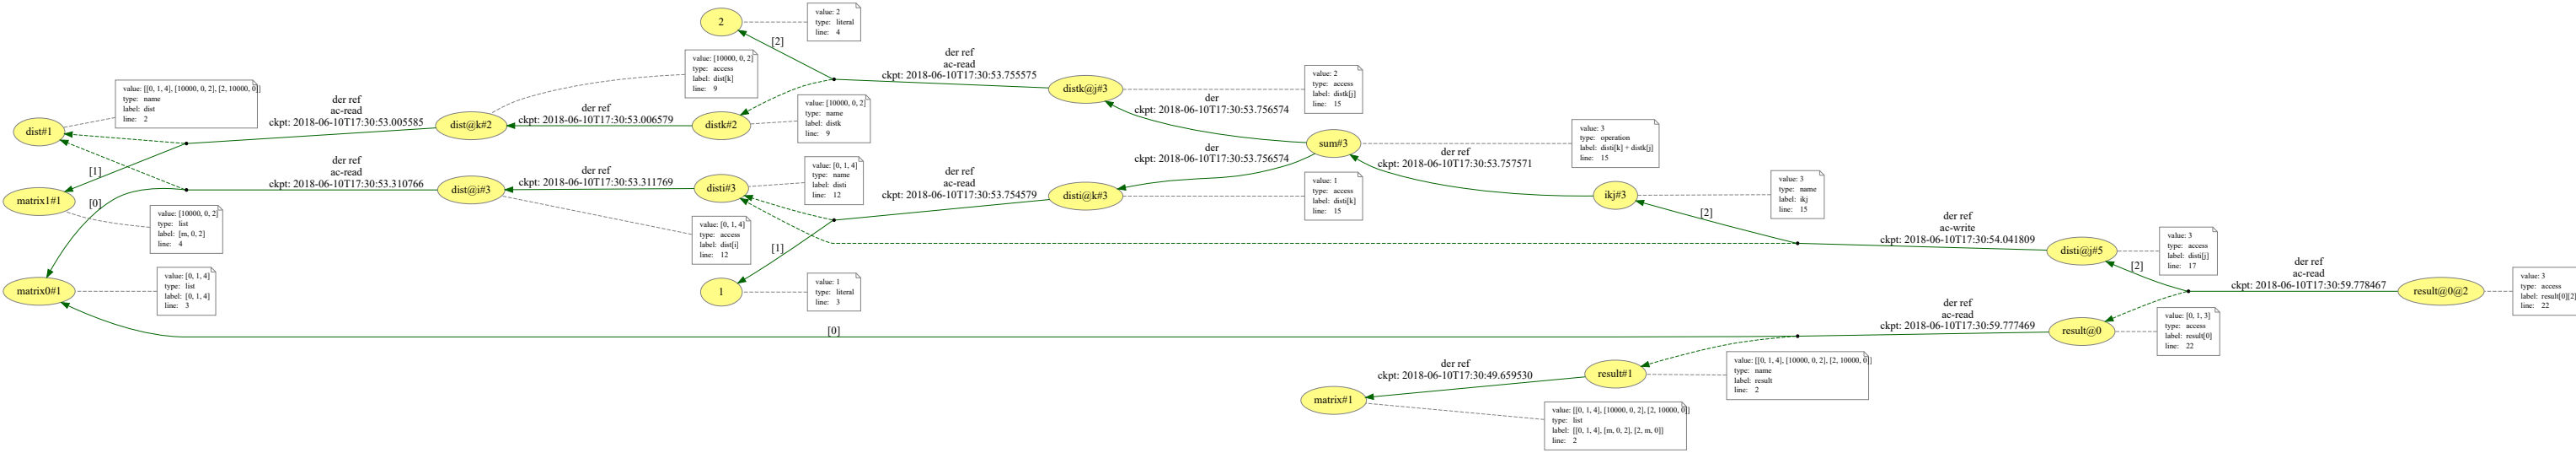 2
value: 2
type: literal
line: 4
[2]
der ref
ac-read
ckpt: 2018-06-10T17:30:53.755575
value: [10000, 0, 2]
type: access
label: dist[k]
line: 9
value: [[0, 1, 4], [10000, 0, 2], [2, 10000, 0]]
type: name
label: dist
line: 2
dist#1
der ref
ac-read
ckpt: 2018-06-10T17:30:53.005585
dist@k#2
der ref
ckpt: 2018-06-10T17:30:53.006579
distk#2
value: [10000, 0, 2]
type: name
label: distk
line: 9
distk@j#3
value: 2
type: access
label: distk[j]
line: 15
der
ckpt: 2018-06-10T17:30:53.756574
sum#3
value: 3
type: operation
label: disti[k] + distk[j]
line: 15
der
ckpt: 2018-06-10T17:30:53.756574
der ref
ckpt: 2018-06-10T17:30:53.757571
[1]
der ref
ac-read
ckpt: 2018-06-10T17:30:53.310766
dist@i#3
der ref
ckpt: 2018-06-10T17:30:53.311769
disti#3
value: [0, 1, 4]
type: name
label: disti
line: 12
der ref
ac-read
ckpt: 2018-06-10T17:30:53.754579
disti@k#3
value: 1
type: access
label: disti[k]
line: 15
ikj#3
value: 3
type: name
label: ikj
line: 15
matrix1#1
[0]
value: [10000, 0, 2]
type: list
label: [m, 0, 2]
line: 4
value: [0, 1, 4]
type: access
label: dist[i]
line: 12
[1]
[2]
der ref
ac-write
ckpt: 2018-06-10T17:30:54.041809
disti@j#5
value: 3
type: access
label: disti[j]
line: 17
[2]
der ref
ac-read
ckpt: 2018-06-10T17:30:59.778467
result@0@2
value: 3
type: access
label: result[0][2]
line: 22
matrix0#1
value: [0, 1, 4]
type: list
label: [0, 1, 4]
line: 3
1
value: 1
type: literal
line: 3
[0]
der ref
ac-read
ckpt: 2018-06-10T17:30:59.777469
result@0
value: [0, 1, 3]
type: access
label: result[0]
line: 22
der ref
ckpt: 2018-06-10T17:30:49.659530
result#1
value: [[0, 1, 4], [10000, 0, 2], [2, 10000, 0]]
type: name
label: result
line: 2
matrix#1
value: [[0, 1, 4], [10000, 0, 2], [2, 10000, 0]]
type: list
label: [[0, 1, 4], [m, 0, 2], [2, m, 0]]
line: 2